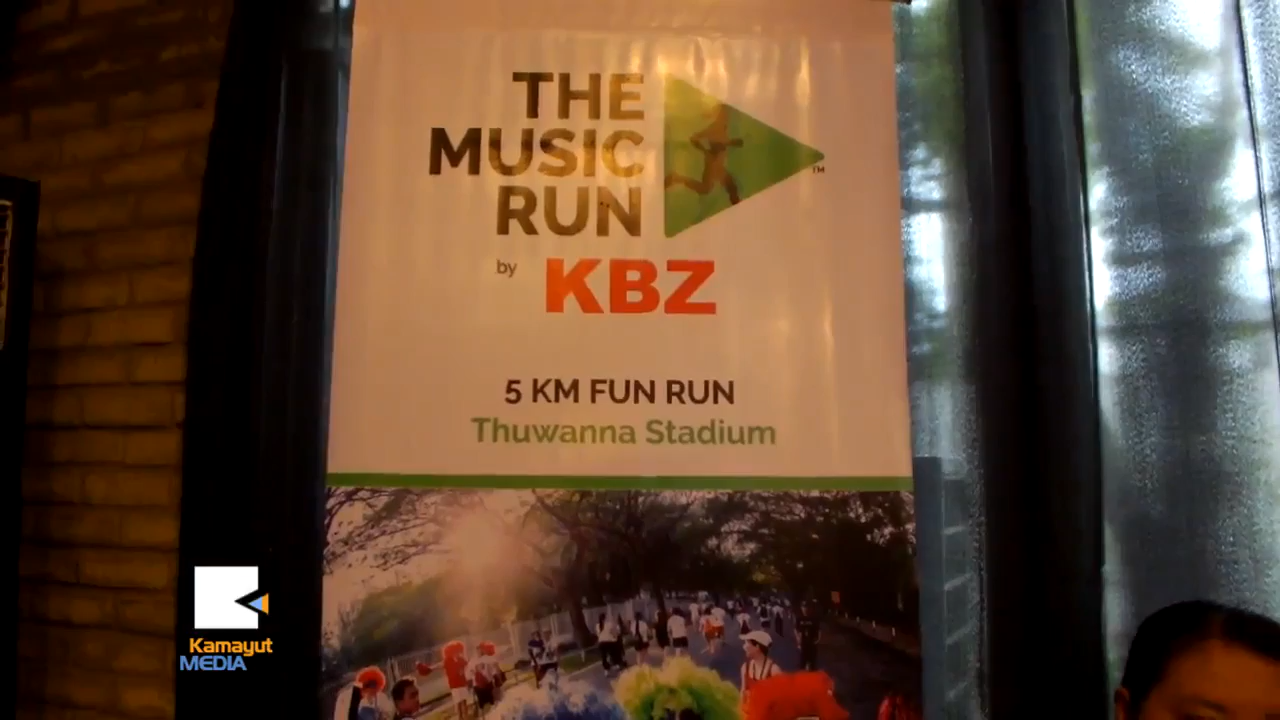 THE
MUSIC
RUN
TM
by KBZ
5 KM FUN RUN
Thuwanna Stadium
Kamayut
MEDIA